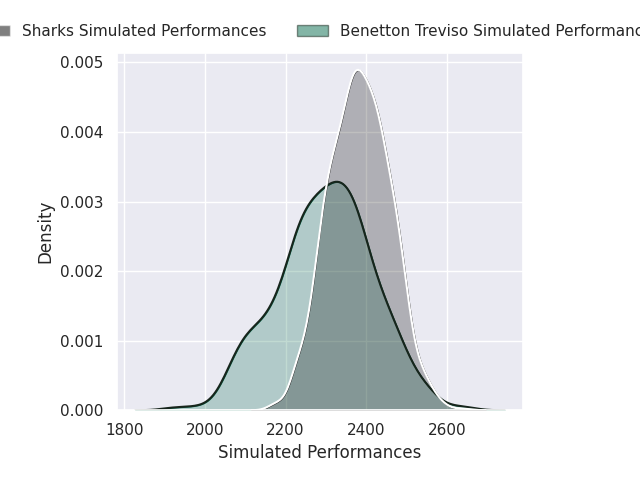 Sharks Simulated Performances
Benetton Treviso Simulated
0.005
0.004
0.003
0.002
0.001
0.000
Density
1800 2000 2200 2400 2600
Simulated Performances